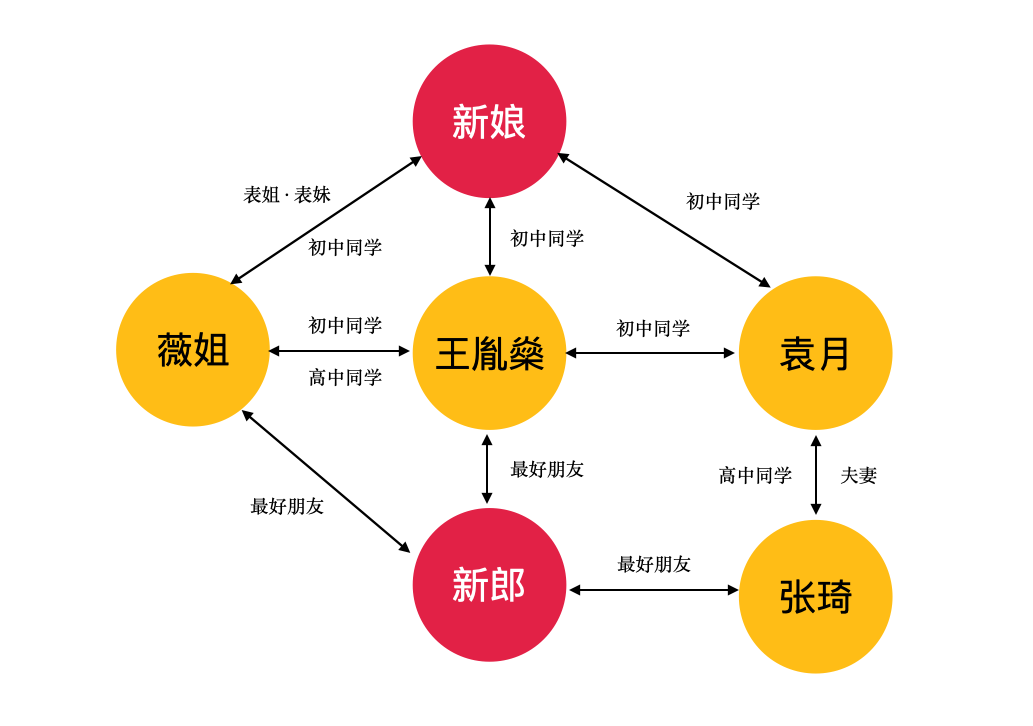 新娘
表姐 · 表妹
初中同学
初中同学
初中同学
薇姐
初中同学
高中同学
王胤燊
初中同学
袁月
最好朋友
最好朋友
高中同学
夫妻
新郎
最好朋友
张琦